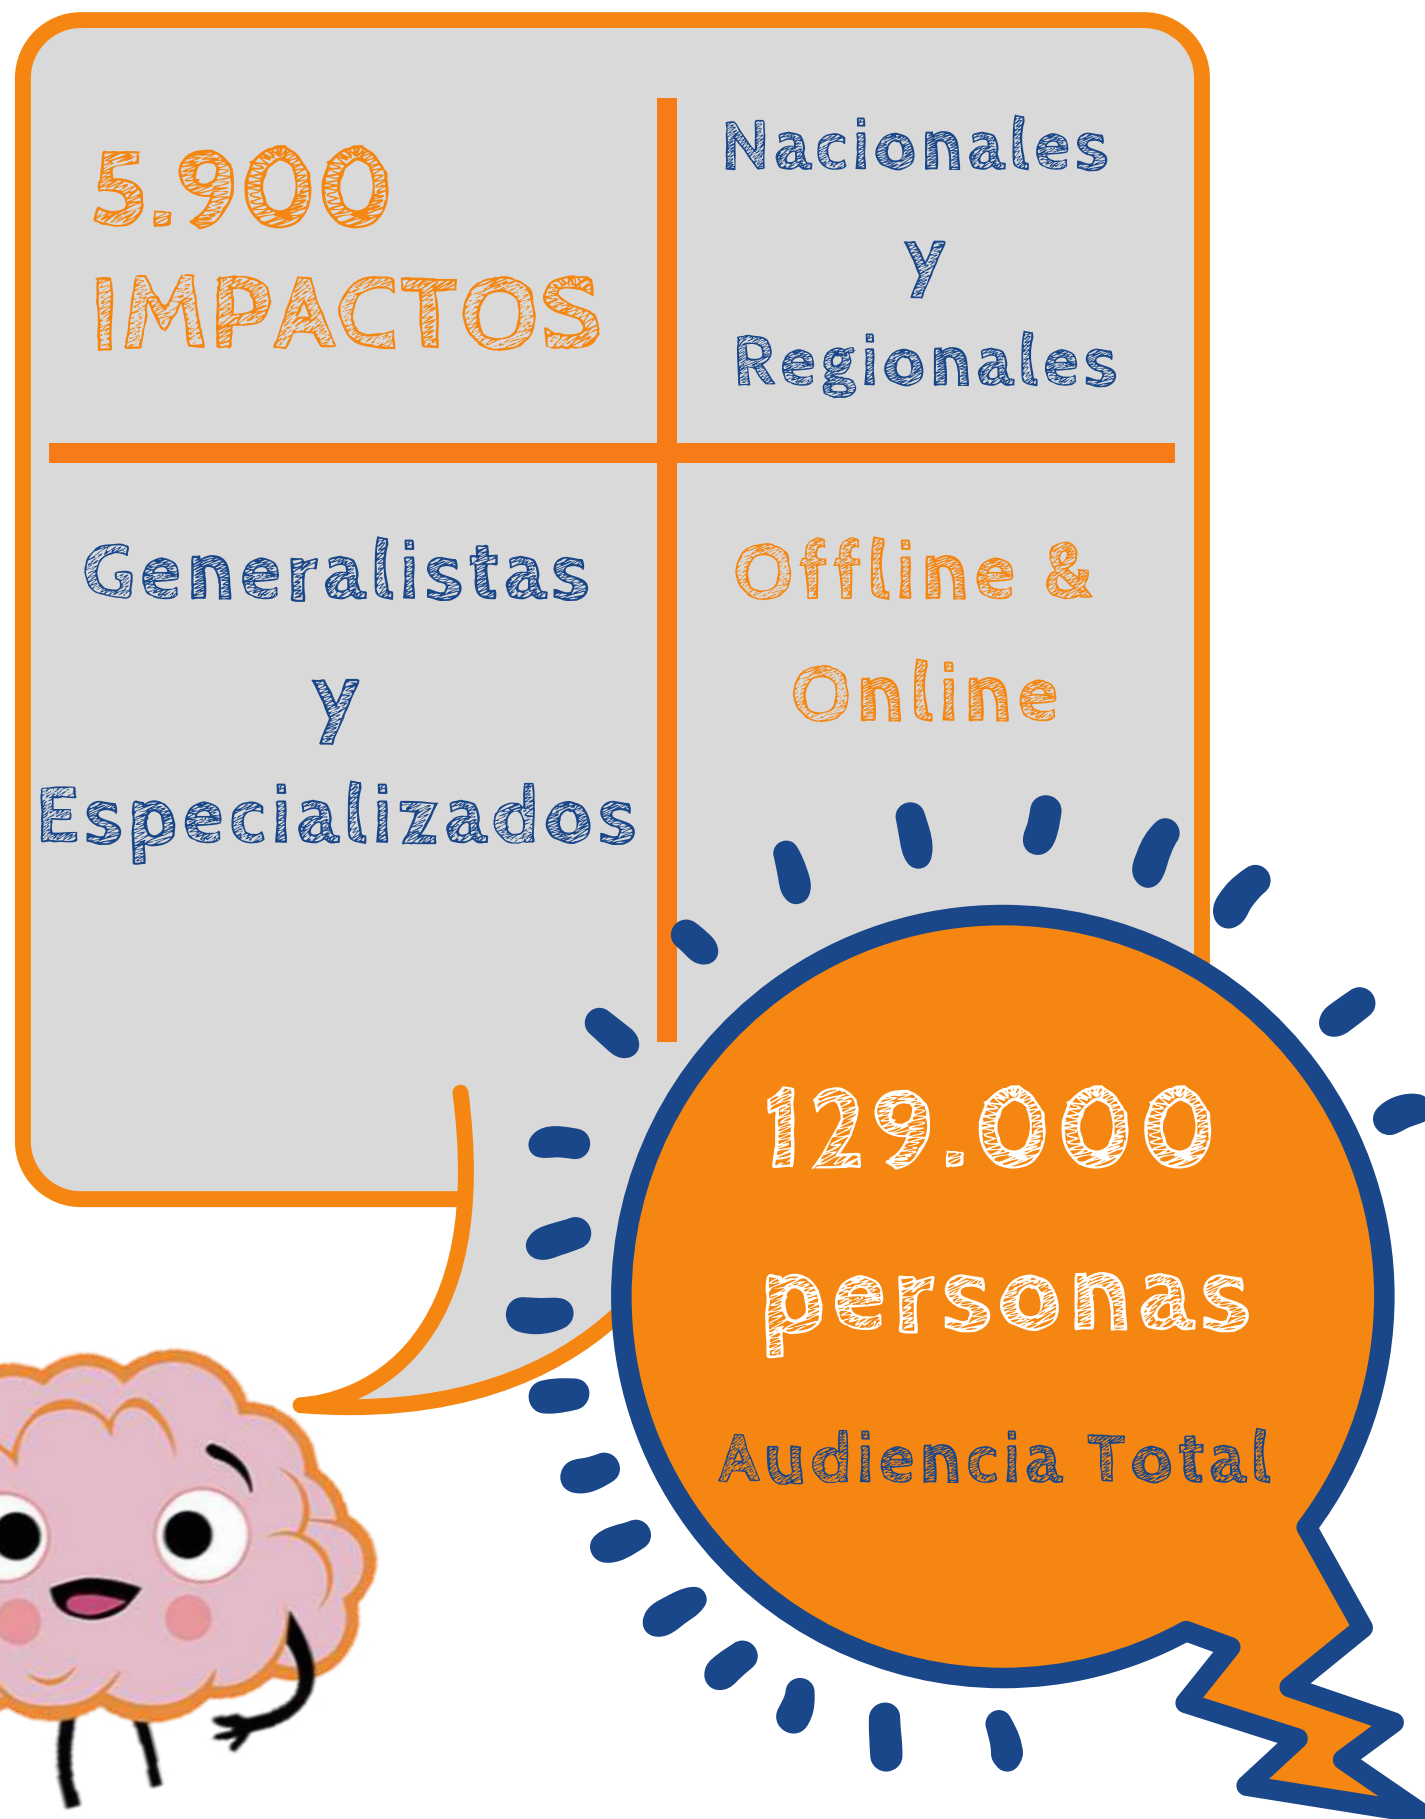 5.900
IMPACTOS
Nacionales
y
Regionales
Generalistas
y
Especializados
Offline &
Online
129.000
personas
Audiencia Total